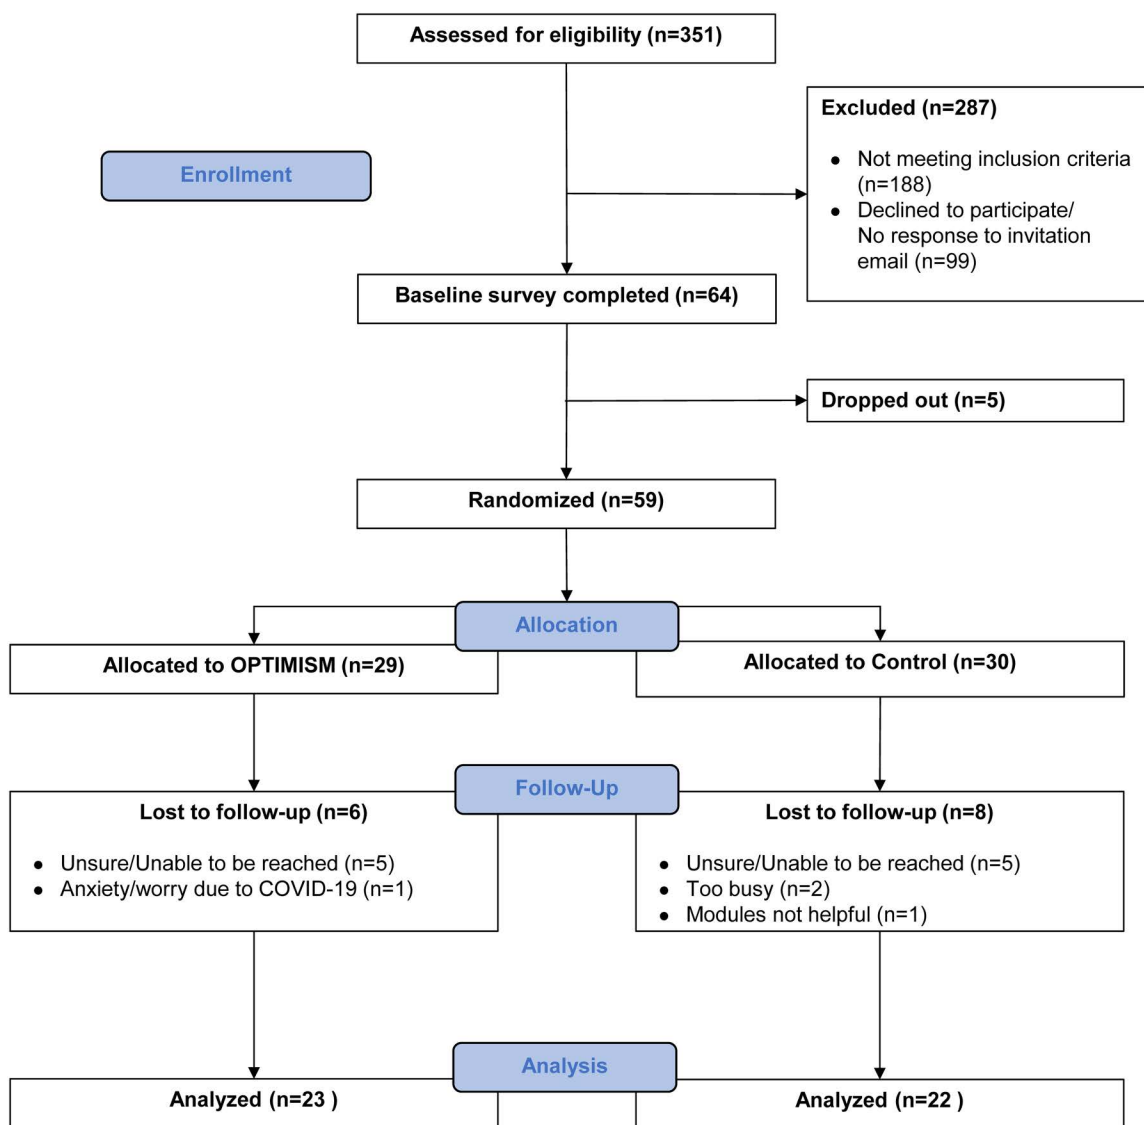 Assessed for eligibility (n=351)
Excluded (n=287)
● Not meeting inclusion criteria
(n=188)
● Declined to participate/
No response to invitation
email (n=99)
Enrollment
Baseline survey completed (n=64)
Dropped out (n=5)
Randomized (n=59)
Allocation
Allocated to OPTIMISM (n=29)
Allocated to Control (n=30)
Follow-Up
Lost to follow-up (n=6)
● Unsure/Unable to be reached (n=5)
● Anxiety/worry due to COVID-19 (n=1)
Lost to follow-up (n=8)
● Unsure/Unable to be reached (n=5)
● Too busy (n=2)
● Modules not helpful (n=1)
Analysis
Analyzed (n=23 )
Analyzed (n=22 )